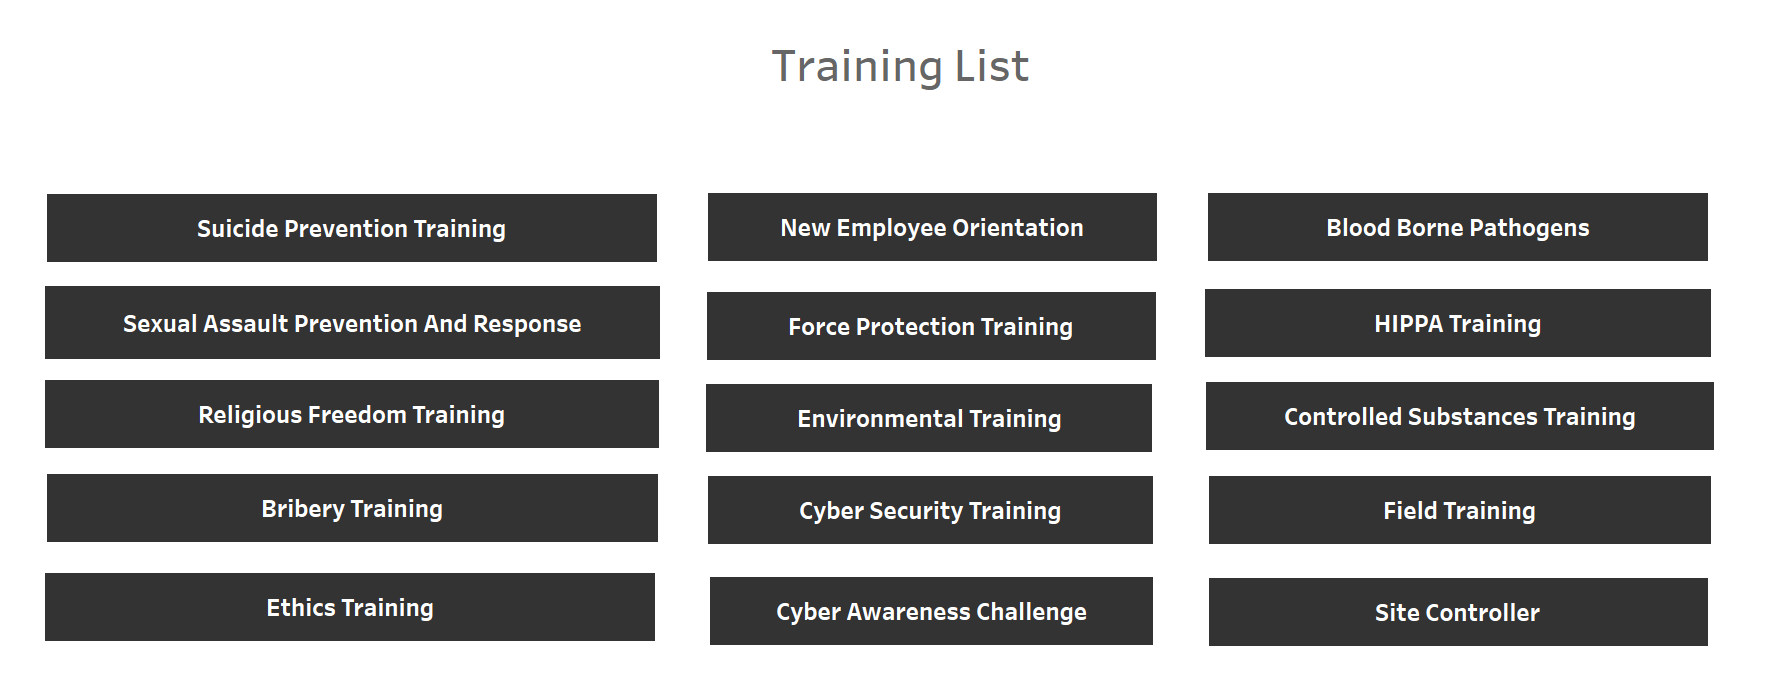 Training List
Suicide Prevention Training
New Employee Orientation
Blood Borne Pathogens
Sexual Assault Prevention And Response
Force Protection Training
HIPPA Training
Religious Freedom Training
Environmental Training
Controlled Substances Training
Bribery Training
Cyber Security Training
Field Training
Ethics Training
Cyber Awareness Challenge
Site Controller